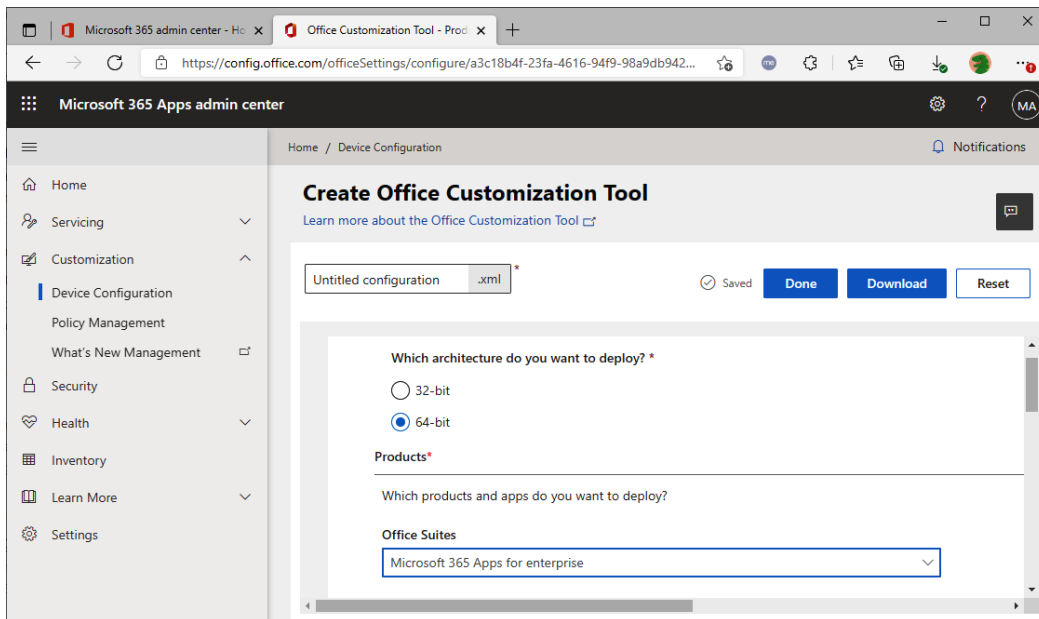 Microsoft 365 admin center - Ho
Office Customization Tool - Prod
https://config.office.com/officeSettings/configure/a3c18b4f-23fa-4616-94f9-98a9db942...
me
Microsoft 365 Apps admin center
?
MA
Home / Device Configuration
Notifications
Home
Servicing
Customization
Device Configuration
Policy Management
What's New Management
Security
Health
Inventory
Learn More
Settings
Create Office Customization Tool
Learn more about the Office Customization Tool
Untitled configuration .xml *
Saved
Done
Download
Reset
Which architecture do you want to deploy? *
32-bit
64-bit
Products*
Which products and apps do you want to deploy?
Office Suites
Microsoft 365 Apps for enterprise